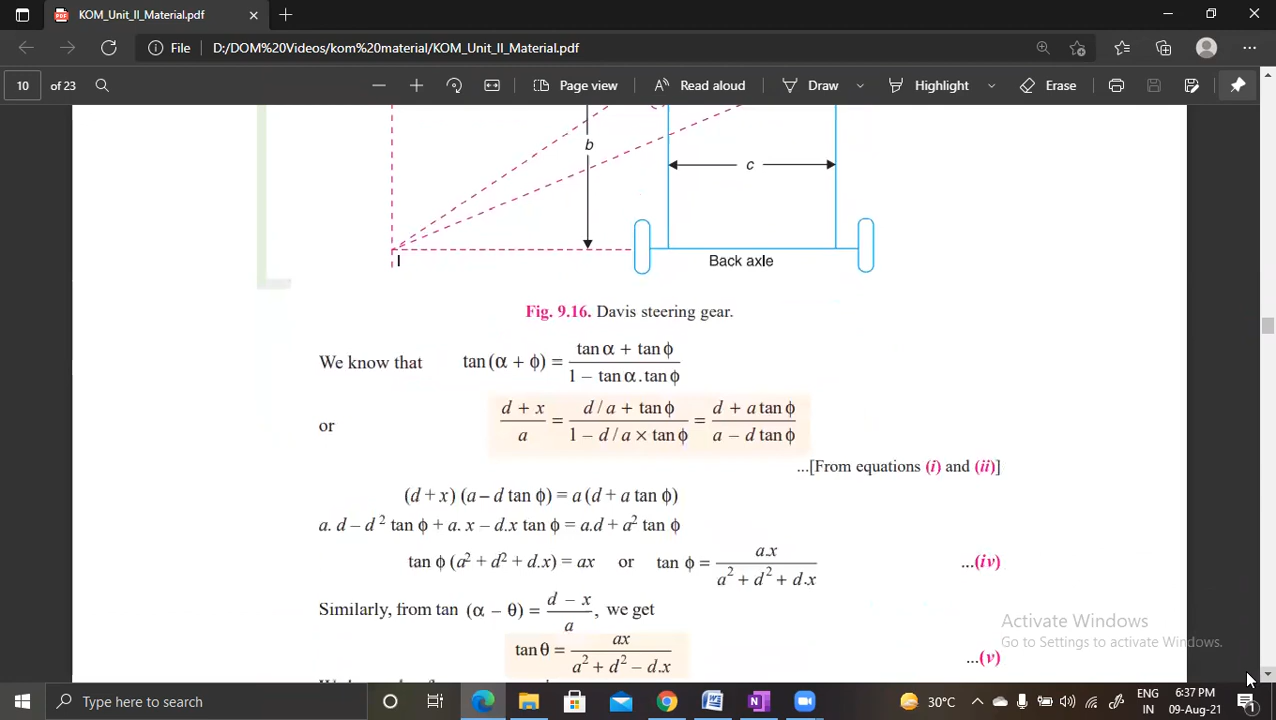 KOM_Unit_II_Material.pdf
File D:/DOM%20Videos/kom%20material/KOM_Unit_II_Material.pdf
10 of 23 Page view Read aloud Draw Highlight Erase
b
c
I
Back axle
Fig. 9.16. Davis steering gear.
We know that tan (α + ϕ) = (tan α + tan ϕ) / (1 – tan α . tan ϕ)
or (d + x) / a = (d / a + tan ϕ) / (1 – d / a × tan ϕ) = (d + a tan ϕ) / (a – d tan ϕ)
...[From equations (i) and (ii)]
(d + x) (a – d tan ϕ) = a (d + a tan ϕ)
a. d – d² tan ϕ + a. x – d.x tan ϕ = a.d + a² tan ϕ
tan ϕ (a² + d² + d.x) = ax or tan ϕ = a.x / (a² + d² + d.x) ...(iv)
Similarly, from tan (α – θ) = (d – x) / a, we get
tan θ = ax / (a² + d² – d.x) ...(v)
Activate Windows
Go to Settings to activate Windows.
Type here to search
30°C
ENG
IN
6:37 PM
09-Aug-21
1